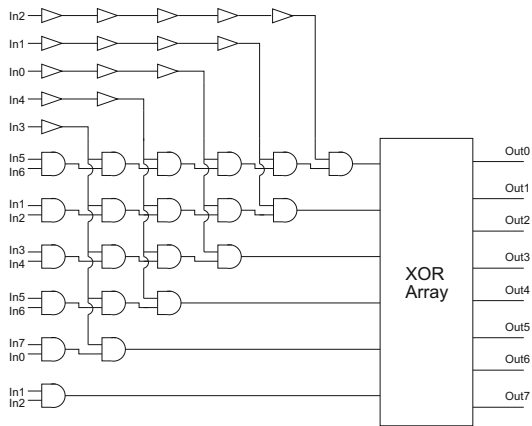 In2
In1
In0
In4
In3
In5
In6
In1
In2
In3
In4
In5
In6
In7
In0
In1
In2
XOR
Array
Out0
Out1
Out2
Out3
Out4
Out5
Out6
Out7